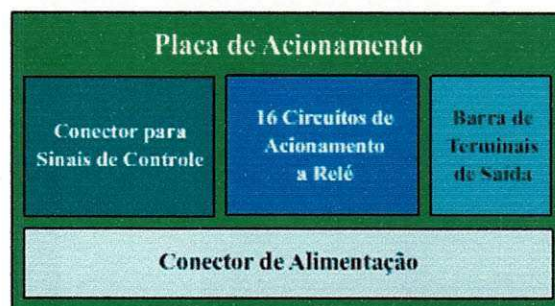 Placa de Acionamento
Conector para
Sinais de Controle
16 Circuitos de
Acionamento
a Relé
Barra de
Terminais
de Saída
Conector de Alimentação